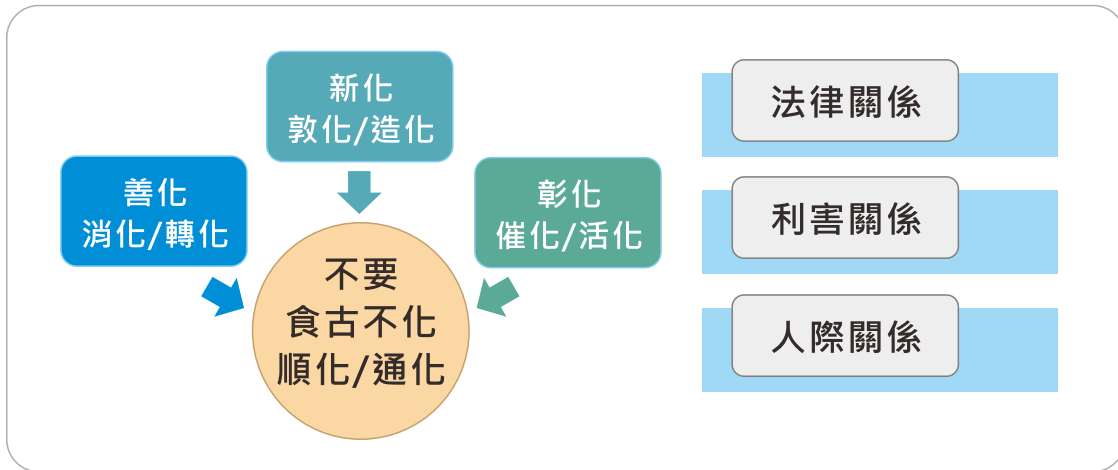 新化
敦化/造化
善化
消化/轉化
彰化
催化/活化
不要
食古不化
順化/通化
法律關係
利害關係
人際關係